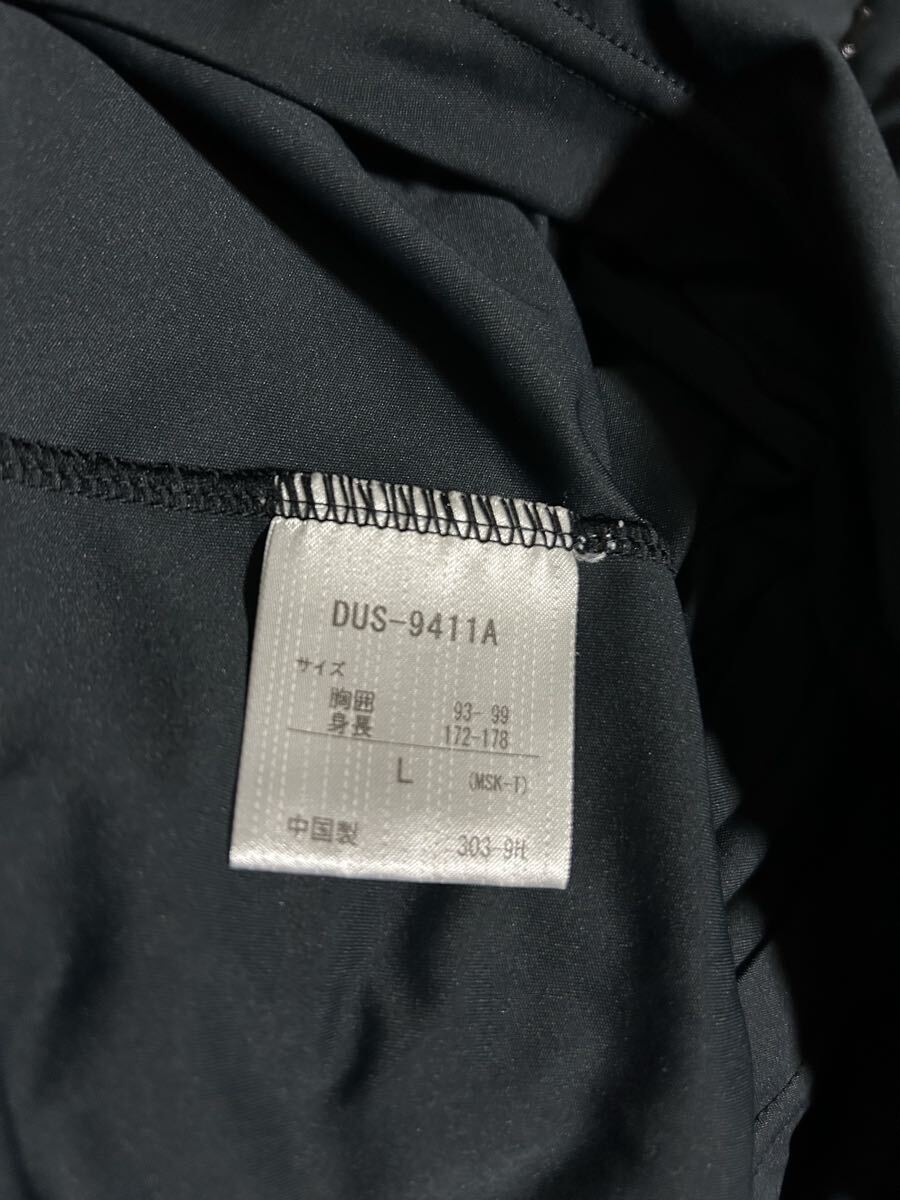 DUS-9411A
サイズ
胸囲 93- 99
身長 172-178
L (MSK-T)
中国製 303-9H